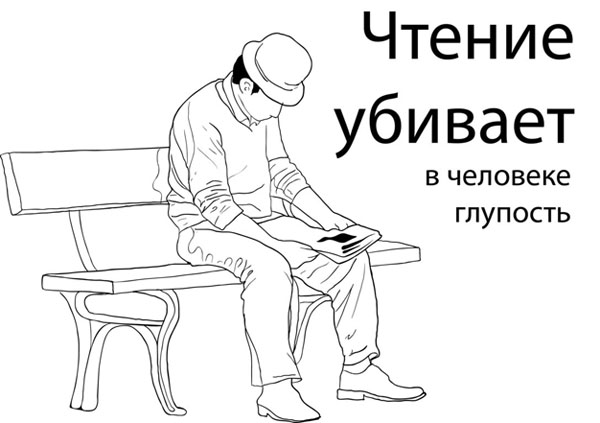 Чтение
убивает
в человеке
глупость